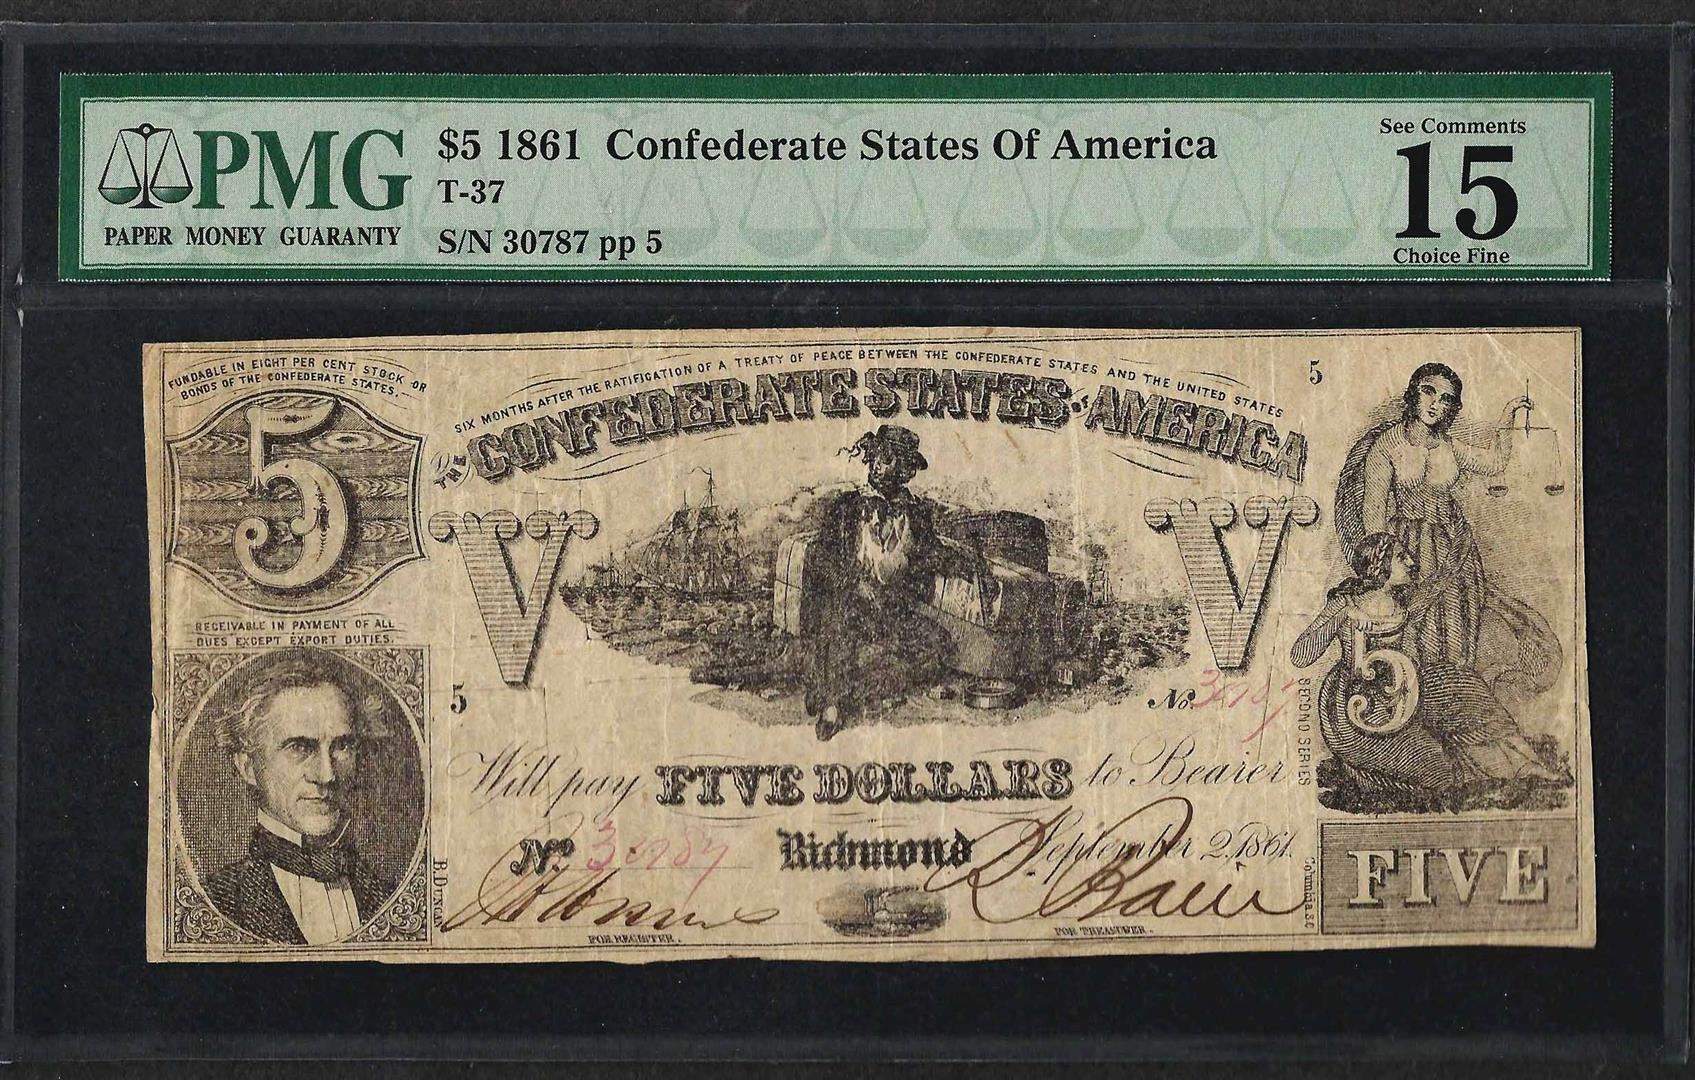 PMG
PAPER MONEY GUARANTY
$5 1861 Confederate States Of America
T-37
S/N 30787 pp 5
See Comments
15
Choice Fine
FUNDABLE IN EIGHT PER CENT STOCK OR
BONDS OF THE CONFEDERATE STATES.
SIX MONTHS AFTER THE RATIFICATION OF A TREATY OF PEACE BETWEEN THE CONFEDERATE STATES AND THE UNITED STATES
5
THE CONFEDERATE STATES OF AMERICA
5
V
V
RECEIVABLE IN PAYMENT OF ALL
DUES EXCEPT EXPORT DUTIES.
5
5
No. 30787
SECOND SERIES
Will pay FIVE DOLLARS to Bearer
No. 30787 Richmond September 2, 1861.
FIVE
B. DUNCAN
Columbia S.C.
FOR REGISTER.
FOR TREASURER.